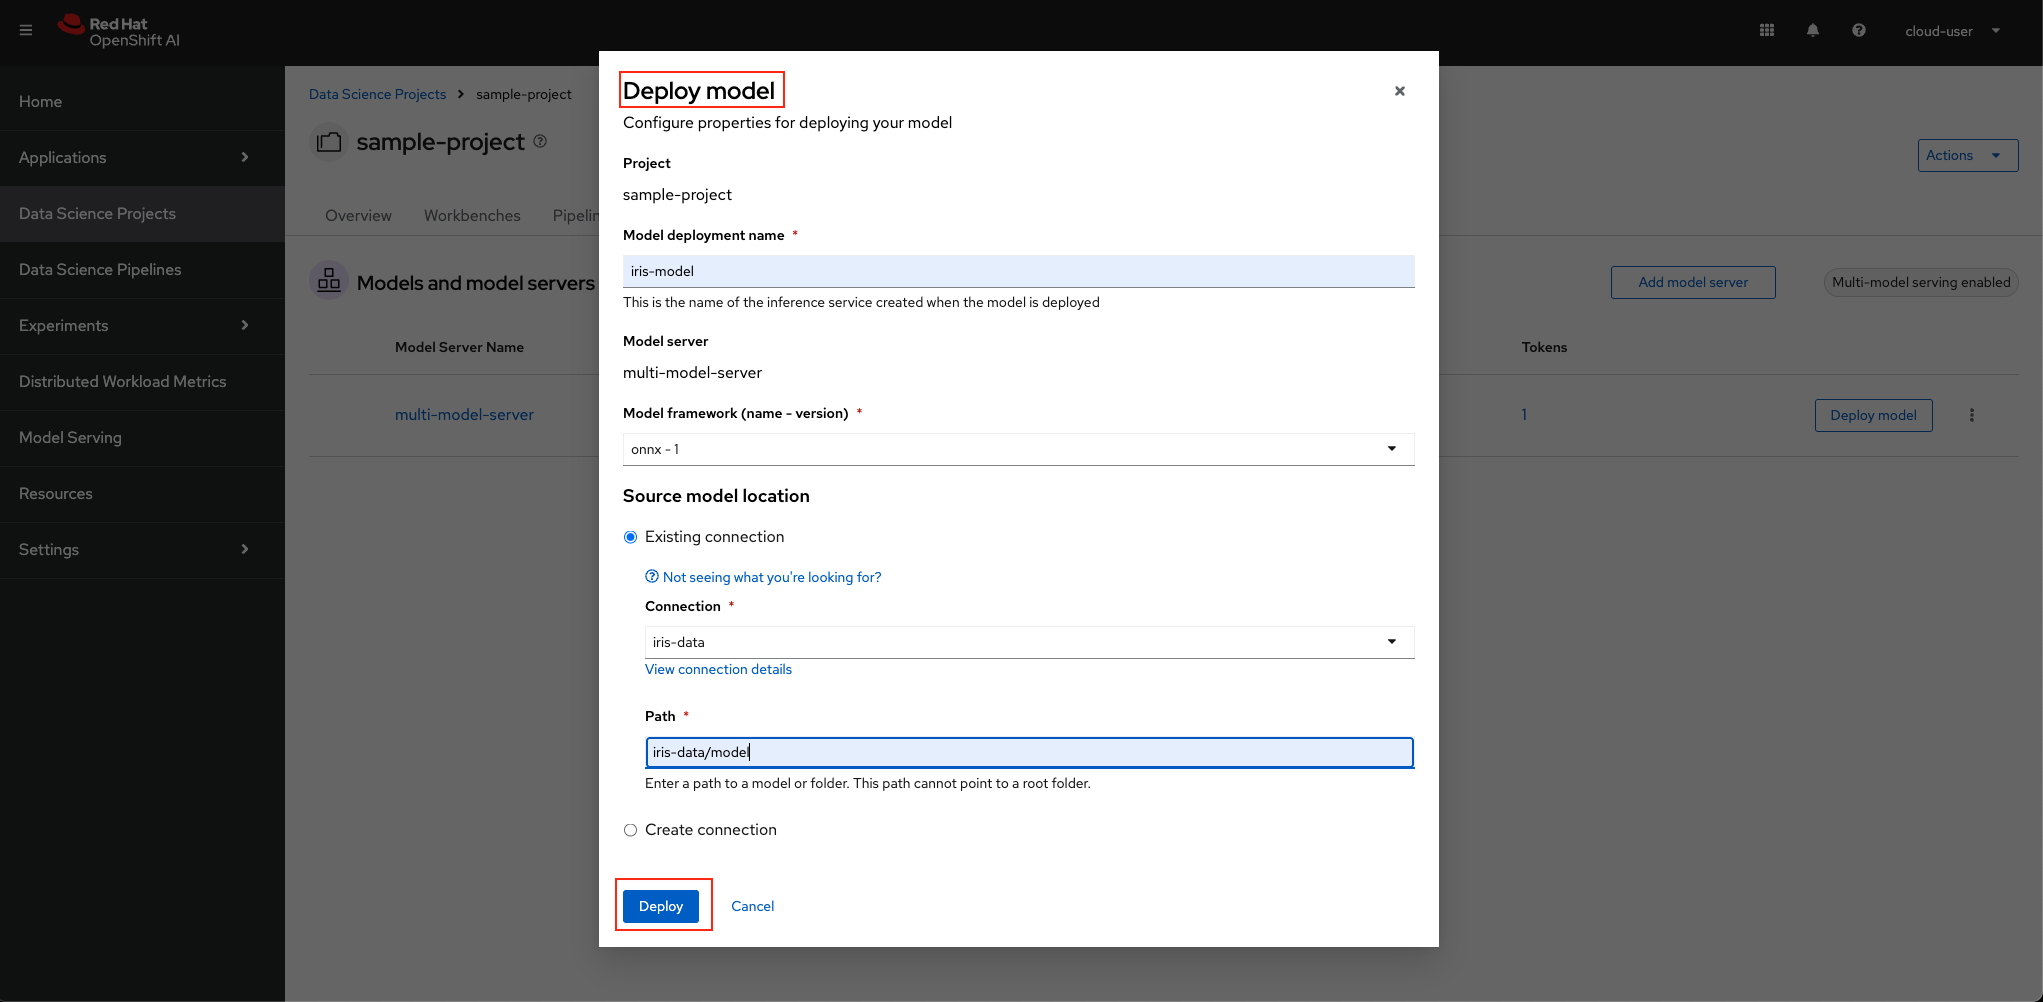 Red Hat
OpenShift AI
cloud-user
Home
Applications
Data Science Projects
Data Science Pipelines
Experiments
Distributed Workload Metrics
Model Serving
Resources
Settings
Data Science Projects > sample-project
sample-project
Actions
Overview Workbenches Pipelin
Models and model servers
Add model server
Multi-model serving enabled
Model Server Name
Tokens
multi-model-server
1
Deploy model
Deploy model
Configure properties for deploying your model
Project
sample-project
Model deployment name *
iris-model
This is the name of the inference service created when the model is deployed
Model server
multi-model-server
Model framework (name - version) *
onnx - 1
Source model location
Existing connection
Not seeing what you're looking for?
Connection *
iris-data
View connection details
Path *
iris-data/model
Enter a path to a model or folder. This path cannot point to a root folder.
Create connection
Deploy
Cancel